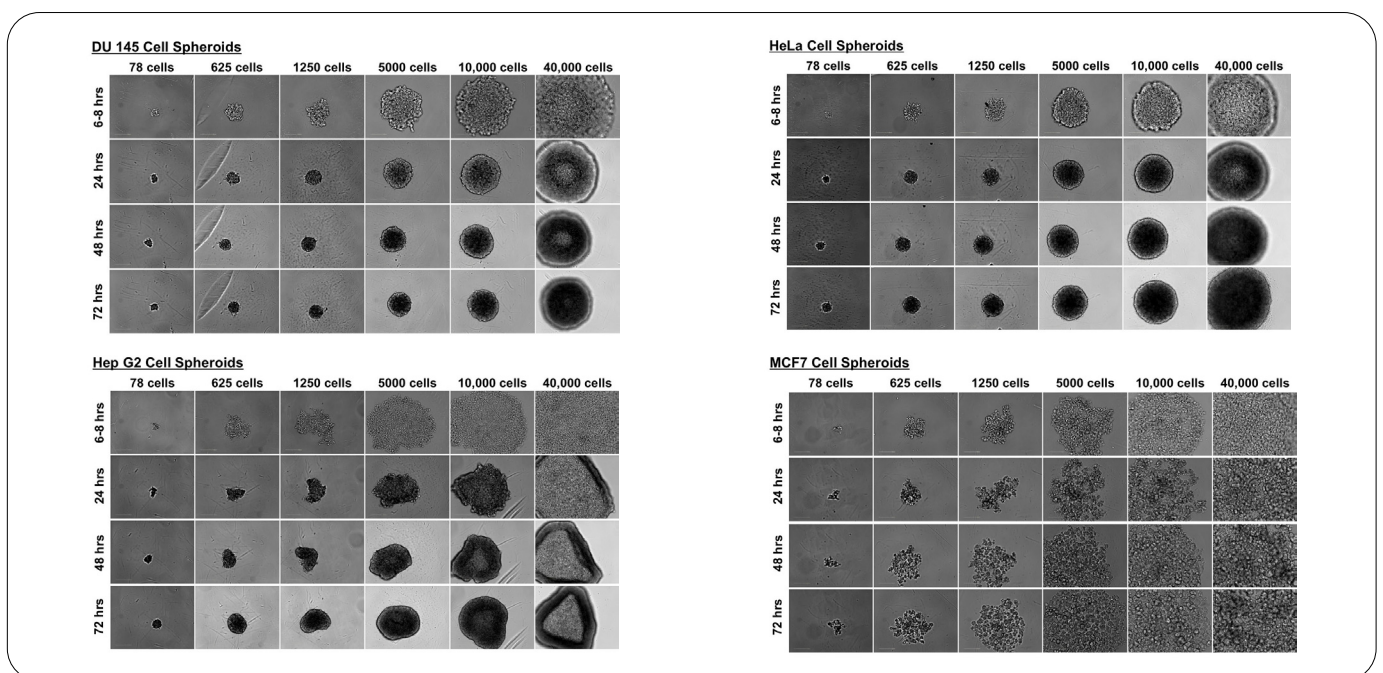 DU 145 Cell Spheroids
78 cells 625 cells 1250 cells 5000 cells 10,000 cells 40,000 cells
6-8 hrs
24 hrs
48 hrs
72 hrs
HeLa Cell Spheroids
78 cells 625 cells 1250 cells 5000 cells 10,000 cells 40,000 cells
6-8 hrs
24 hrs
48 hrs
72 hrs
Hep G2 Cell Spheroids
78 cells 625 cells 1250 cells 5000 cells 10,000 cells 40,000 cells
6-8 hrs
24 hrs
48 hrs
72 hrs
MCF7 Cell Spheroids
78 cells 625 cells 1250 cells 5000 cells 10,000 cells 40,000 cells
6-8 hrs
24 hrs
48 hrs
72 hrs